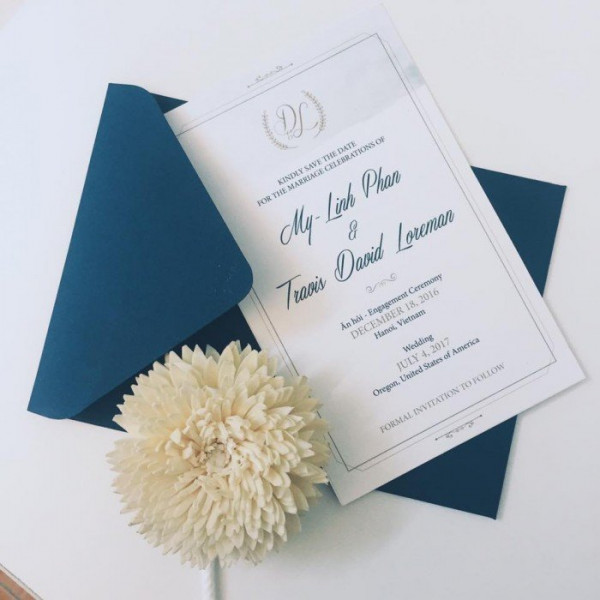 D&L
KINDLY SAVE THE DATE
FOR THE MARRIAGE CELEBRATIONS OF
My-Linh Phan
&
Travis David Loreman
Ăn hỏi - Engagement Ceremony
DECEMBER 18, 2016
Hanoi, Vietnam
Wedding
JULY 4, 2017
Oregon, United States of America
FORMAL INVITATION TO FOLLOW